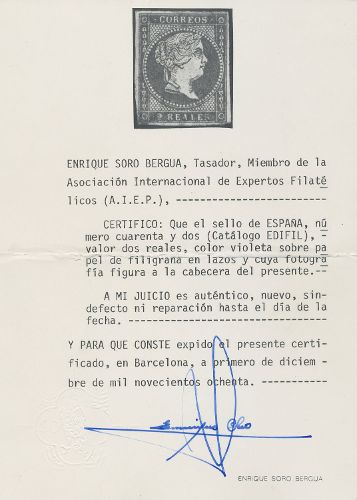 CORREOS
2 REALES
ENRIQUE SORO BERGUA, Tasador, Miembro de la
Asociación Internacional de Expertos Filaté
licos (A.I.E.P.), -------------------------
CERTIFICO: Que el sello de ESPAÑA, nú
mero cuarenta y dos (Catálogo EDIFIL), -
valor dos reales, color violeta sobre pa
pel de filigrana en lazos y cuya fotogra
fía figura a la cabecera del presente.--
A MI JUICIO es auténtico, nuevo, sin-
defecto ni reparación hasta el día de la
fecha. ---------------------------------
Y PARA QUE CONSTE expido el presente certi-
ficado, en Barcelona, a primero de diciem -
bre de mil novecientos ochenta. -----------
ENRIQUE SORO BERGUA